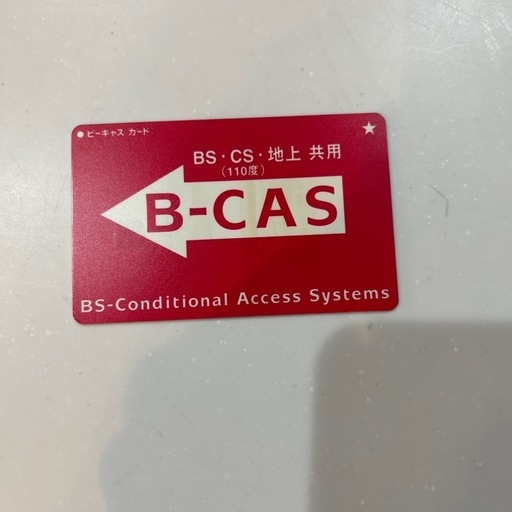 ● ビーキャス カード
★
BS・CS・地上 共用
(110度)
B-CAS
BS-Conditional Access Systems